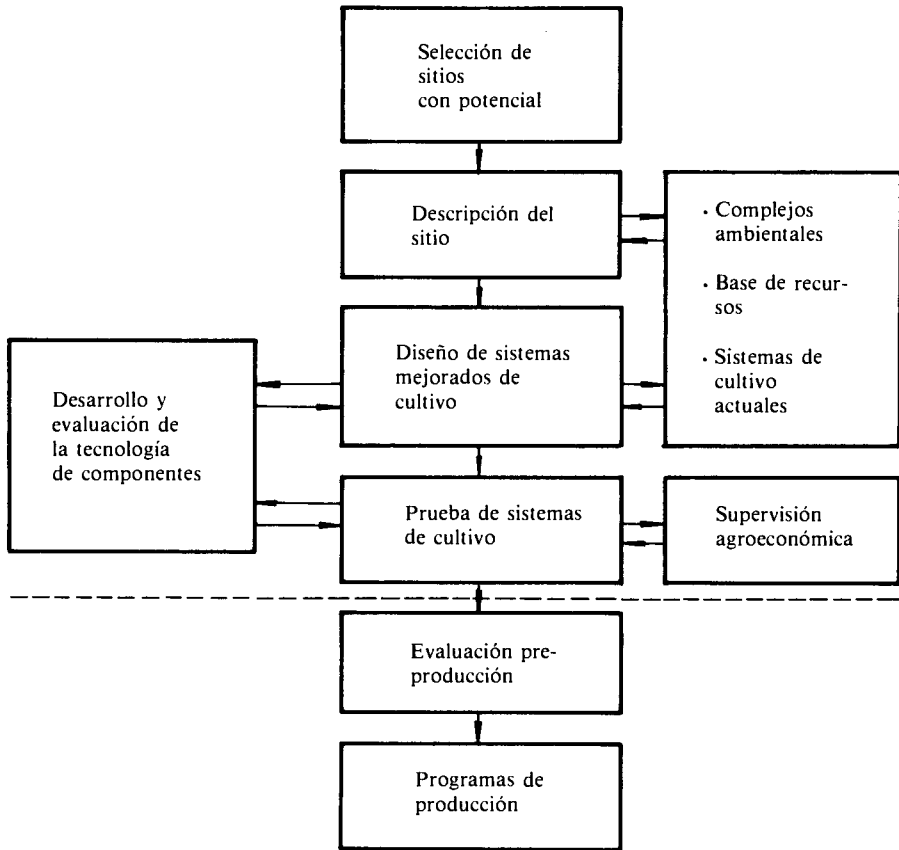 Selección de
sitios
con potencial
Descripción del
sitio
· Complejos
ambientales
· Base de recur-
sos
· Sistemas de
cultivo
actuales
Diseño de sistemas
mejorados de
cultivo
Desarrollo y
evaluación de
la tecnología
de componentes
Prueba de sistemas
de cultivo
Supervisión
agroeconómica
Evaluación pre-
producción
Programas de
producción